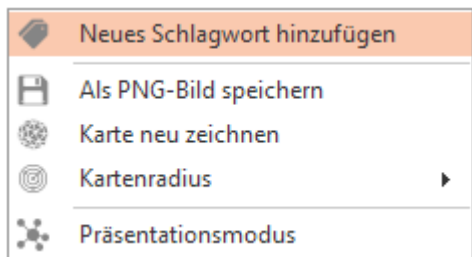 Neues Schlagwort hinzufügen
Als PNG-Bild speichern
Karte neu zeichnen
Kartenradius
Präsentationsmodus